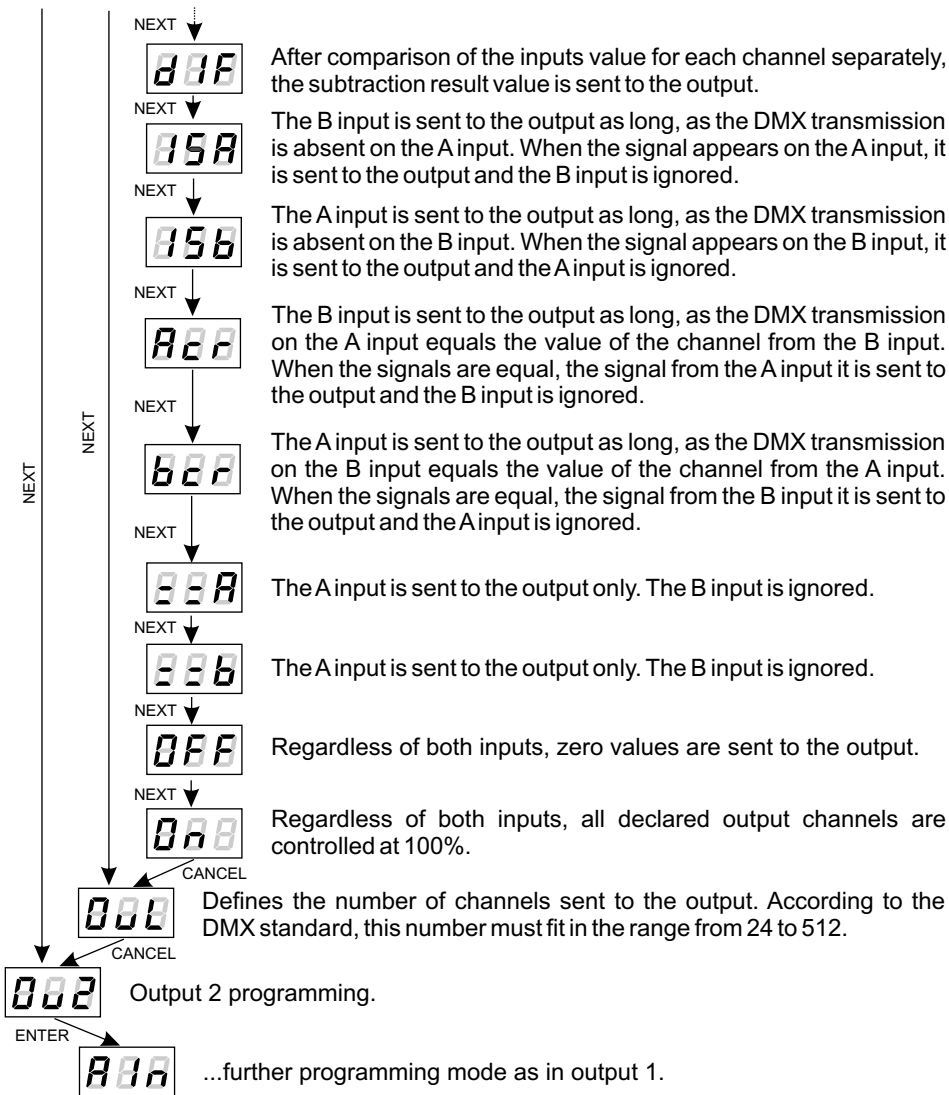 NEXT
dIF
After comparison of the inputs value for each channel separately,
the subtraction result value is sent to the output.
NEXT
ISA
The B input is sent to the output as long, as the DMX transmission
is absent on the A input. When the signal appears on the A input, it
is sent to the output and the B input is ignored.
NEXT
ISb
The A input is sent to the output as long, as the DMX transmission
is absent on the B input. When the signal appears on the B input, it
is sent to the output and the A input is ignored.
NEXT
Acr
The B input is sent to the output as long, as the DMX transmission
on the A input equals the value of the channel from the B input.
When the signals are equal, the signal from the A input it is sent to
the output and the B input is ignored.
NEXT
NEXT
NEXT
bcr
The A input is sent to the output as long, as the DMX transmission
on the B input equals the value of the channel from the A input.
When the signals are equal, the signal from the B input it is sent to
the output and the A input is ignored.
NEXT
==A
The A input is sent to the output only. The B input is ignored.
NEXT
==b
The A input is sent to the output only. The B input is ignored.
NEXT
OFF
Regardless of both inputs, zero values are sent to the output.
NEXT
On
Regardless of both inputs, all declared output channels are
controlled at 100%.
CANCEL
OuL
Defines the number of channels sent to the output. According to the
DMX standard, this number must fit in the range from 24 to 512.
CANCEL
Ou2
Output 2 programming.
ENTER
AIn
...further programming mode as in output 1.